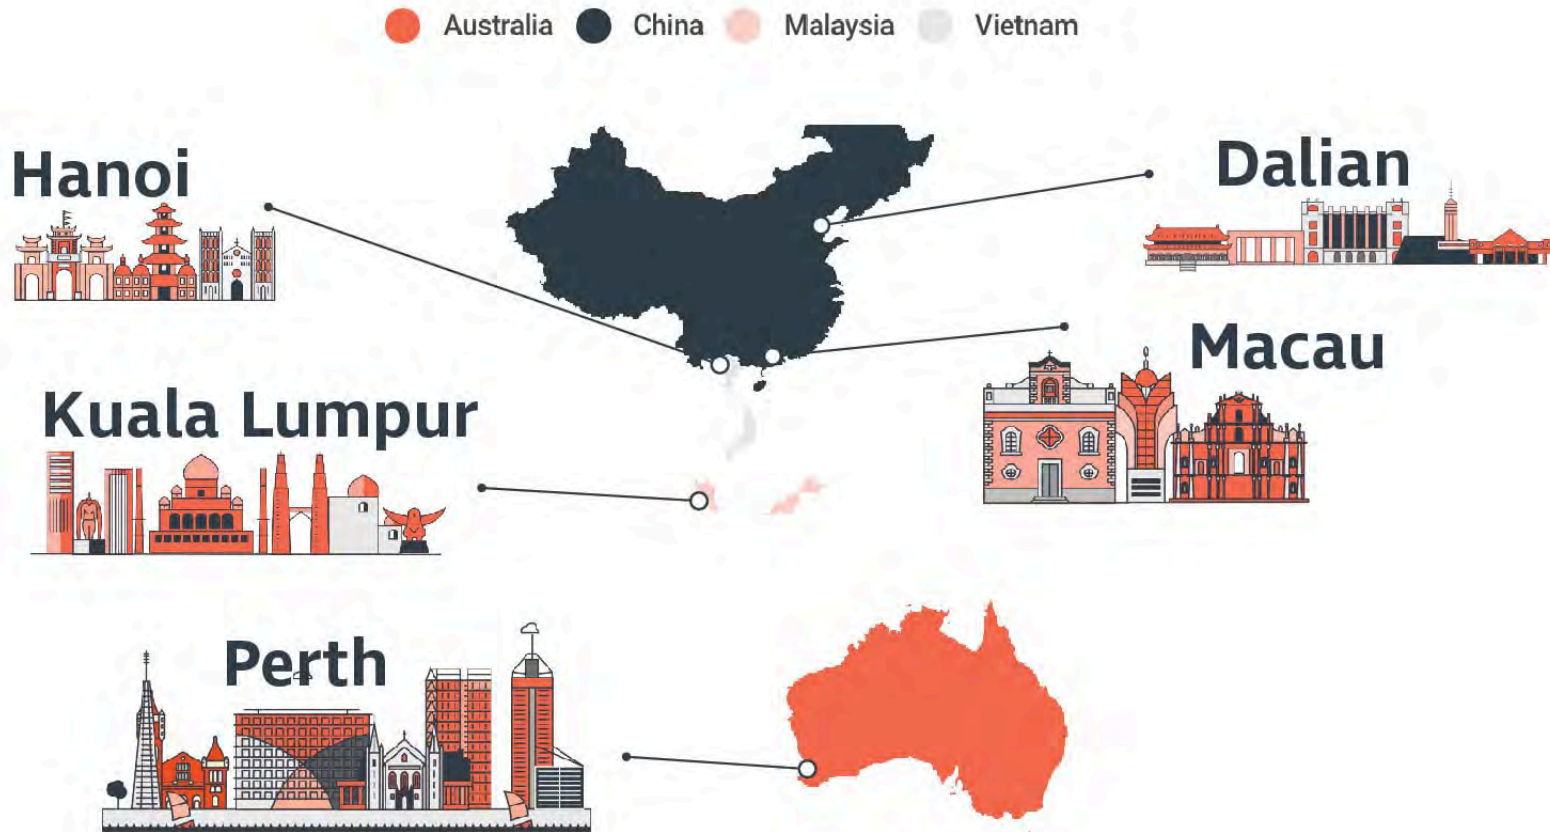 Australia China Malaysia Vietnam
Hanoi
Dalian
Macau
Kuala Lumpur
Perth